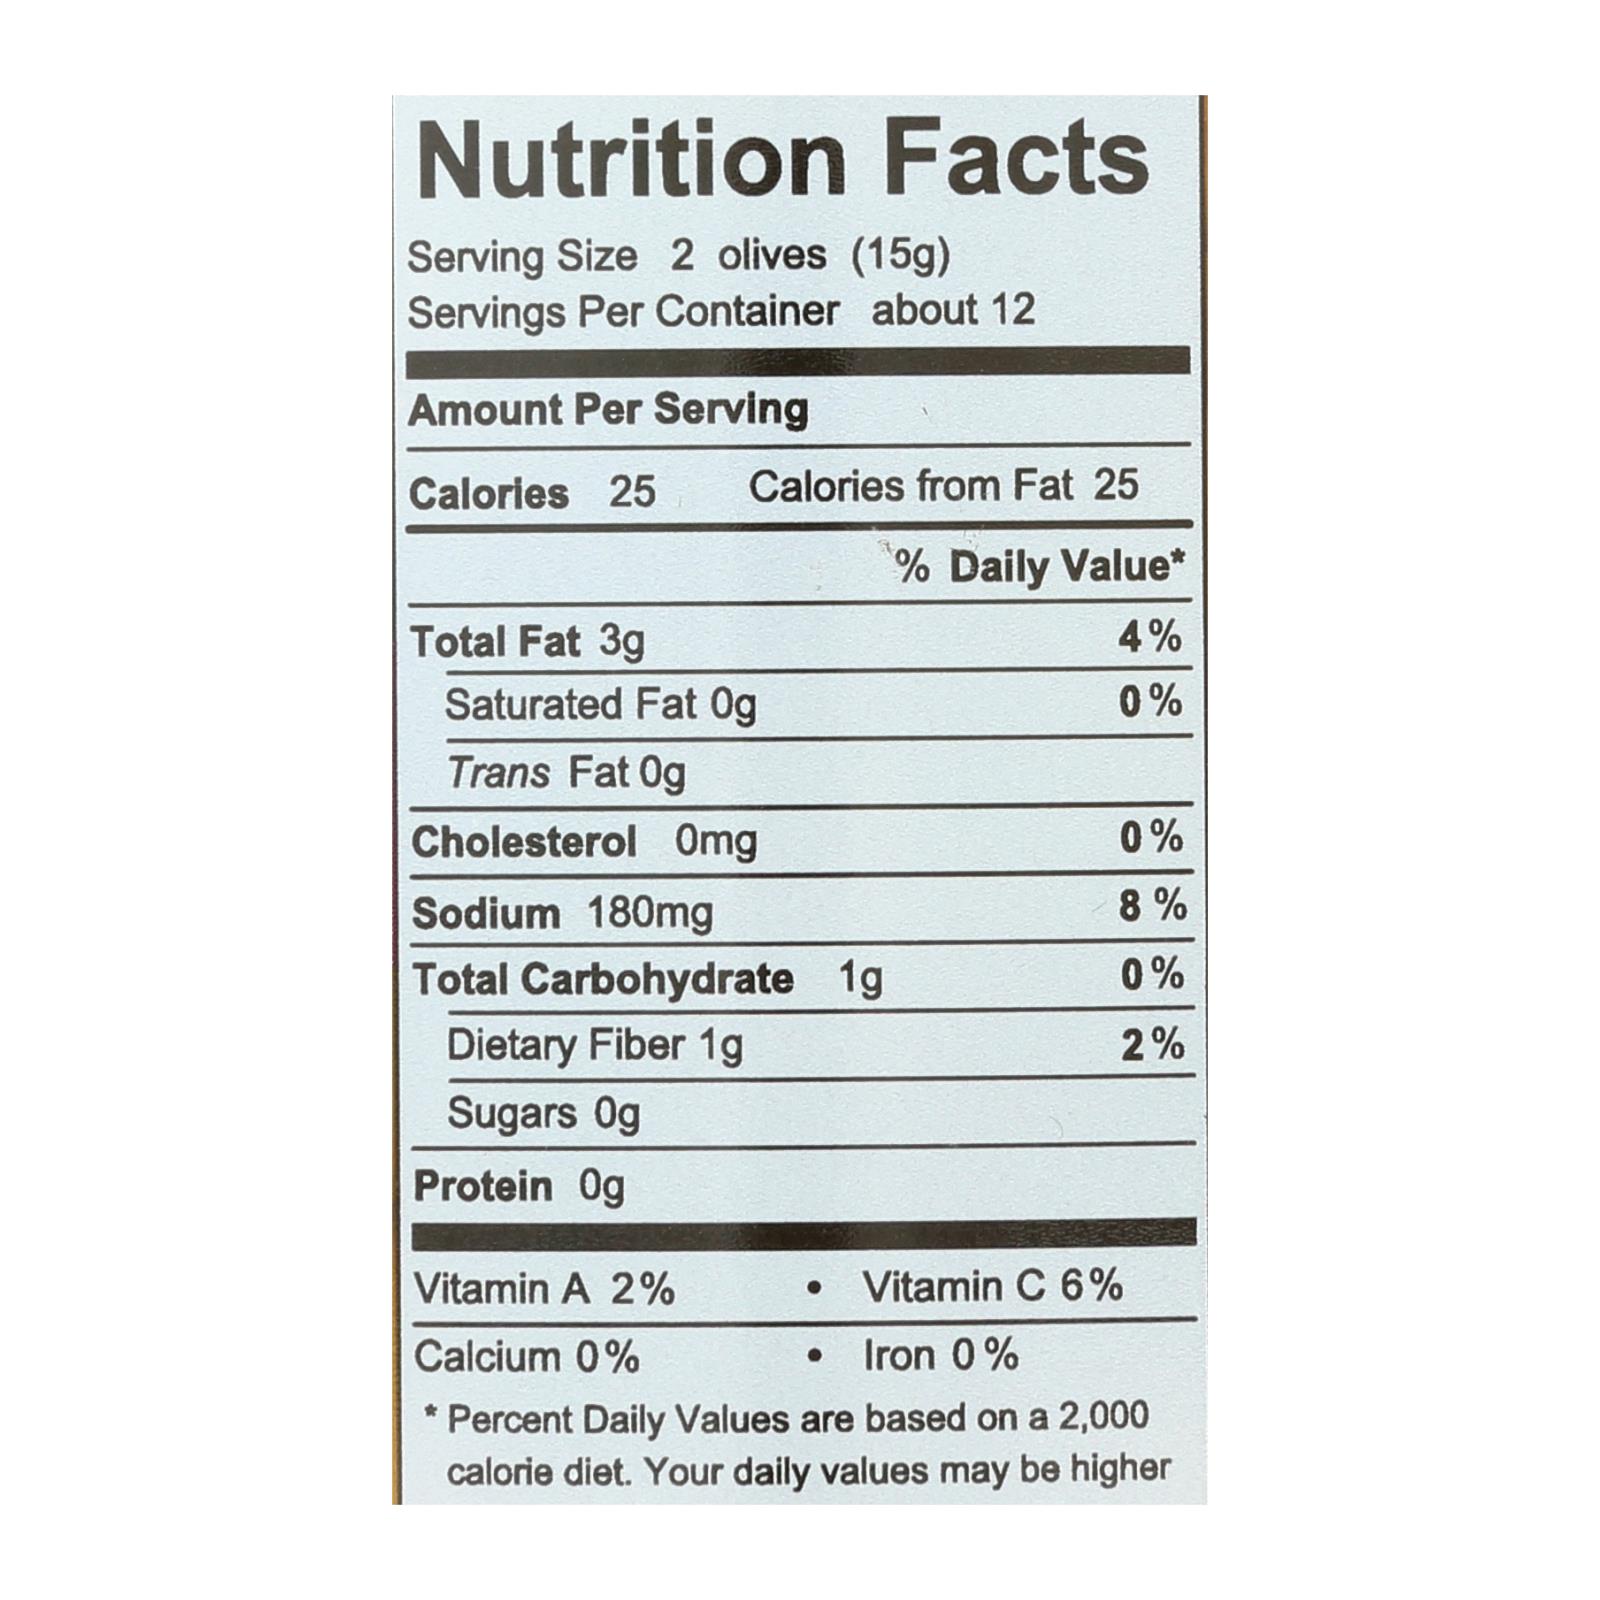 Nutrition Facts
Serving Size 2 olives (15g)
Servings Per Container about 12
Amount Per Serving
Calories 25 Calories from Fat 25
% Daily Value*
Total Fat 3g 4%
Saturated Fat 0g 0%
Trans Fat 0g
Cholesterol 0mg 0%
Sodium 180mg 8%
Total Carbohydrate 1g 0%
Dietary Fiber 1g 2%
Sugars 0g
Protein 0g
Vitamin A 2% • Vitamin C 6%
Calcium 0% • Iron 0%
* Percent Daily Values are based on a 2,000
calorie diet. Your daily values may be higher